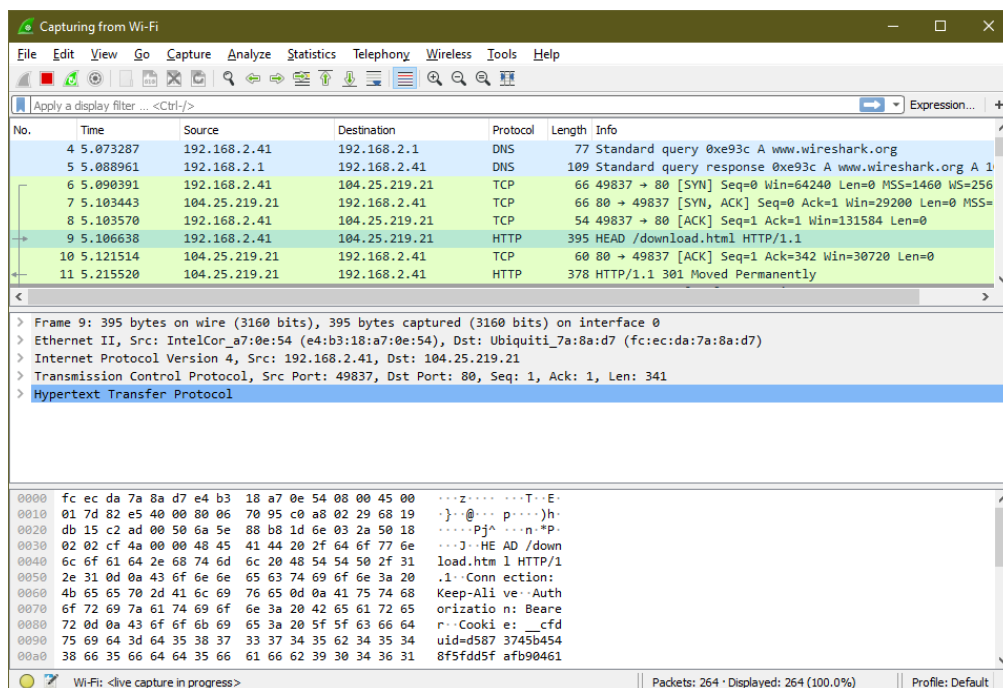 Capturing from Wi-Fi
File Edit View Go Capture Analyze Statistics Telephony Wireless Tools Help
Apply a display filter ... <Ctrl-/> Expression... +
No. Time Source Destination Protocol Length Info
4 5.073287 192.168.2.41 192.168.2.1 DNS 77 Standard query 0xe93c A www.wireshark.org
5 5.088961 192.168.2.1 192.168.2.41 DNS 109 Standard query response 0xe93c A www.wireshark.org A 1
6 5.090391 192.168.2.41 104.25.219.21 TCP 66 49837 → 80 [SYN] Seq=0 Win=64240 Len=0 MSS=1460 WS=256
7 5.103443 104.25.219.21 192.168.2.41 TCP 66 80 → 49837 [SYN, ACK] Seq=0 Ack=1 Win=29200 Len=0 MSS=
8 5.103570 192.168.2.41 104.25.219.21 TCP 54 49837 → 80 [ACK] Seq=1 Ack=1 Win=131584 Len=0
9 5.106638 192.168.2.41 104.25.219.21 HTTP 395 HEAD /download.html HTTP/1.1
10 5.121514 104.25.219.21 192.168.2.41 TCP 60 80 → 49837 [ACK] Seq=1 Ack=342 Win=30720 Len=0
11 5.215520 104.25.219.21 192.168.2.41 HTTP 378 HTTP/1.1 301 Moved Permanently
> Frame 9: 395 bytes on wire (3160 bits), 395 bytes captured (3160 bits) on interface 0
> Ethernet II, Src: IntelCor_a7:0e:54 (e4:b3:18:a7:0e:54), Dst: Ubiquiti_7a:8a:d7 (fc:ec:da:7a:8a:d7)
> Internet Protocol Version 4, Src: 192.168.2.41, Dst: 104.25.219.21
> Transmission Control Protocol, Src Port: 49837, Dst Port: 80, Seq: 1, Ack: 1, Len: 341
> Hypertext Transfer Protocol
0000 fc ec da 7a 8a d7 e4 b3 18 a7 0e 54 08 00 45 00 ···z···· ···T··E·
0010 01 7d 82 e5 40 00 80 06 70 95 c0 a8 02 29 68 19 ·}··@··· p····)h·
0020 db 15 c2 ad 00 50 6a 5e 88 b8 1d 6e 03 2a 50 18 ·····Pj^ ···n·*P·
0030 02 02 cf 4a 00 00 48 45 41 44 20 2f 64 6f 77 6e ···J··HE AD /down
0040 6c 6f 61 64 2e 68 74 6d 6c 20 48 54 54 50 2f 31 load.htm l HTTP/1
0050 2e 31 0d 0a 43 6f 6e 6e 65 63 74 69 6f 6e 3a 20 .1··Conn ection: 
0060 4b 65 65 70 2d 41 6c 69 76 65 0d 0a 41 75 74 68 Keep-Ali ve··Auth
0070 6f 72 69 7a 61 74 69 6f 6e 3a 20 42 65 61 72 65 orizatio n: Beare
0080 72 0d 0a 43 6f 6f 6b 69 65 3a 20 5f 5f 63 66 64 r··Cooki e: __cfd
0090 75 69 64 3d 64 35 38 37 33 37 34 35 62 34 35 34 uid=d587 3745b454
00a0 38 66 35 66 64 64 35 66 61 66 62 39 30 34 36 31 8f5fdd5f afb90461
Wi-Fi: <live capture in progress> Packets: 264 · Displayed: 264 (100.0%) Profile: Default